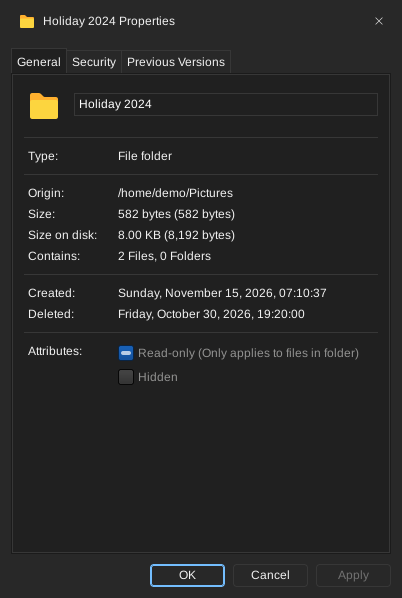 Holiday 2024 Properties
General Security Previous Versions
Holiday 2024
Type: File folder
Origin: /home/demo/Pictures
Size: 582 bytes (582 bytes)
Size on disk: 8.00 KB (8,192 bytes)
Contains: 2 Files, 0 Folders
Created: Sunday, November 15, 2026, 07:10:37
Deleted: Friday, October 30, 2026, 19:20:00
Attributes: Read-only (Only applies to files in folder)
Hidden
OK Cancel Apply